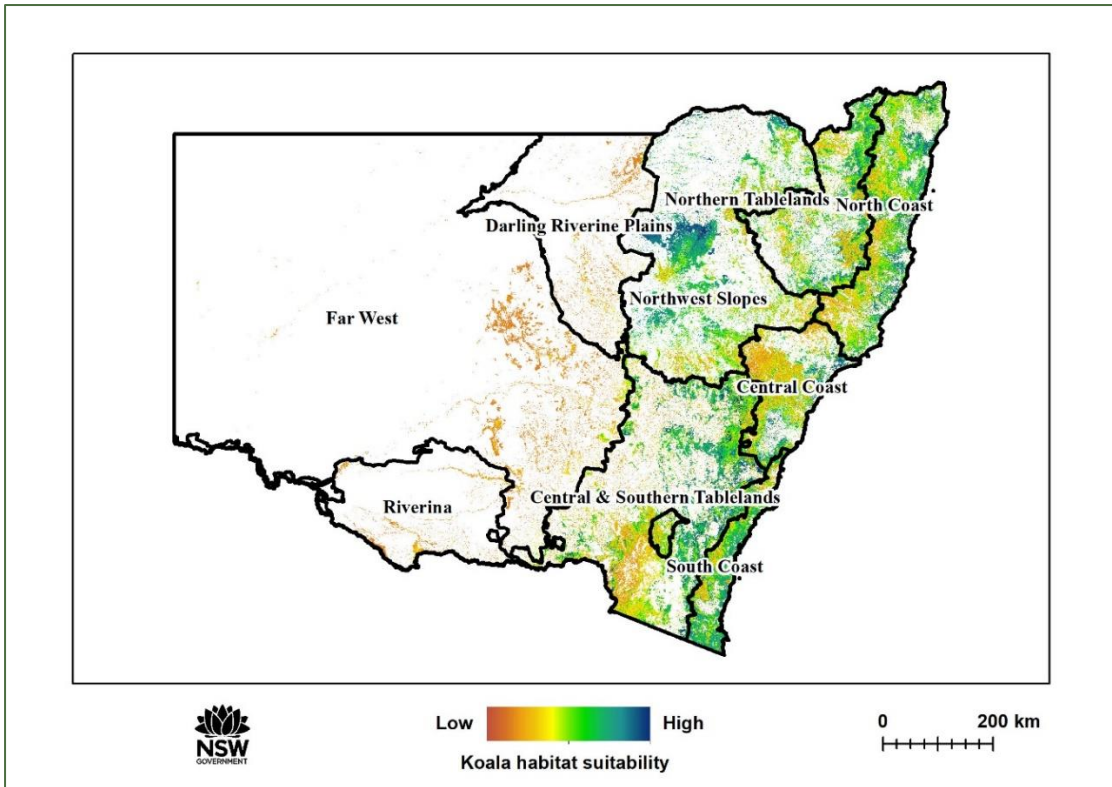 Northern Tablelands
North Coast
Darling Riverine Plains
Northwest Slopes
Far West
Central Coast
Central & Southern Tablelands
Riverina
South Coast
NSW
GOVERNMENT
Low
High
Koala habitat suitability
0
200 km